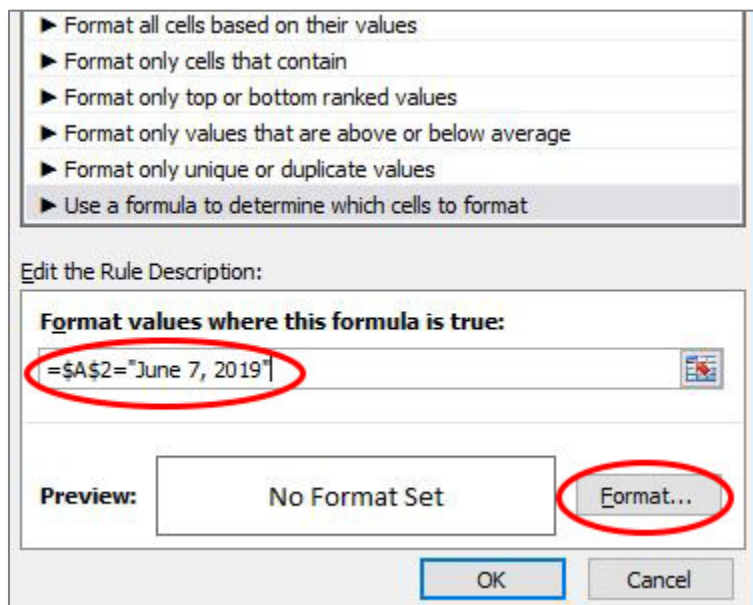 ► Format all cells based on their values
► Format only cells that contain
► Format only top or bottom ranked values
► Format only values that are above or below average
► Format only unique or duplicate values
► Use a formula to determine which cells to format
Edit the Rule Description:
Format values where this formula is true:
=$A$2="June 7, 2019"
Preview: No Format Set Format...
OK Cancel